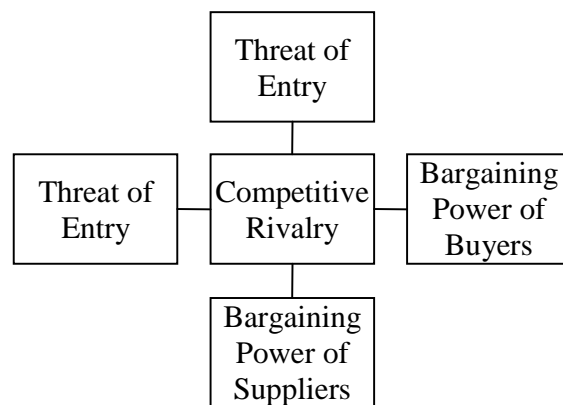 Threat of
Entry
Threat of
Entry
Competitive
Rivalry
Bargaining
Power of
Buyers
Bargaining
Power of
Suppliers